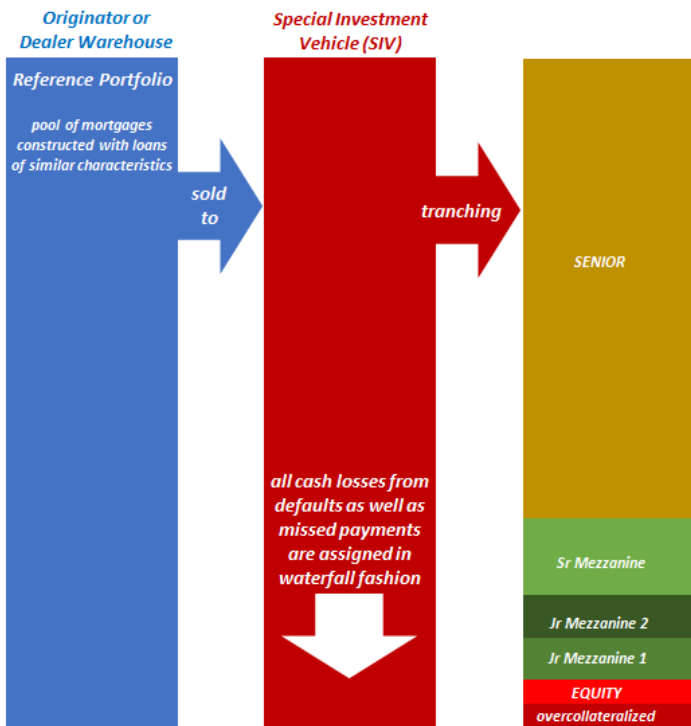 Originator or
Dealer Warehouse
Reference Portfolio
pool of mortgages
constructed with loans
of similar characteristics
sold
to
Special Investment
Vehicle (SIV)
all cash losses from
defaults as well as
missed payments
are assigned in
waterfall fashion
tranching
SENIOR
Sr Mezzanine
Jr Mezzanine 2
Jr Mezzanine 1
EQUITY
overcollateralized